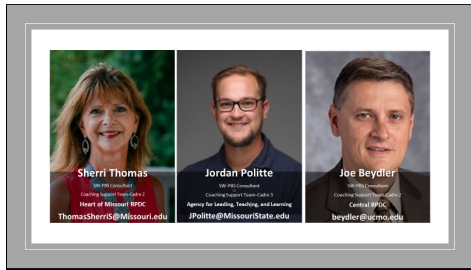 Sherri Thomas
SW-PBS Consultant
Coaching Support Team-Cadre 2
Heart of Missouri RPDC
ThomasSherriS@Missouri.edu
Jordan Politte
SW-PBS Consultant
Coaching Support Team-Cadre 3
Agency for Leading, Teaching, and Learning
JPolitte@MissouriState.edu
Joe Beydler
SW-PBS Consultant
Coaching Support Team-Cadre 2
Central RPDC
beydler@ucmo.edu